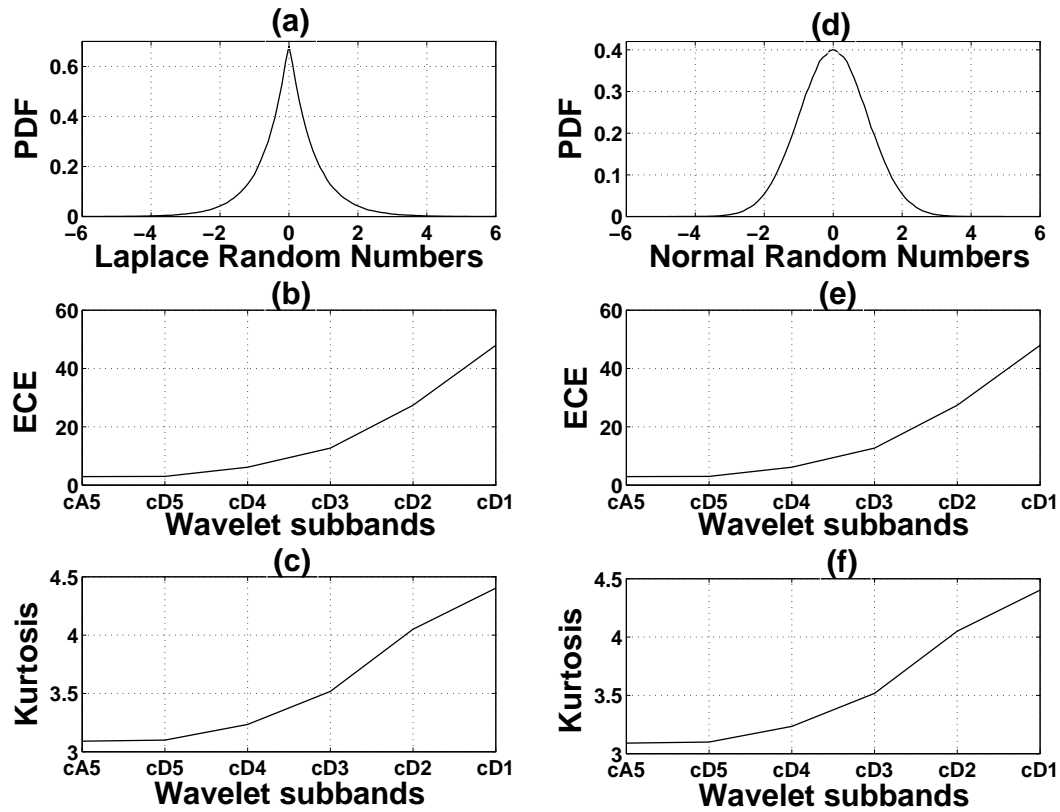 (a)
0.6
0.4
0.2
0
PDF
−6 −4 −2 0 2 4 6
Laplace Random Numbers
(b)
60
40
20
0
ECE
cA5 cD5 cD4 cD3 cD2 cD1
Wavelet subbands
(c)
4.5
4
3.5
3
Kurtosis
cA5 cD5 cD4 cD3 cD2 cD1
Wavelet subbands
(d)
0.4
0.3
0.2
0.1
0
PDF
−6 −4 −2 0 2 4 6
Normal Random Numbers
(e)
60
40
20
0
ECE
cA5 cD5 cD4 cD3 cD2 cD1
Wavelet subbands
(f)
4.5
4
3.5
3
Kurtosis
cA5 cD5 cD4 cD3 cD2 cD1
Wavelet subbands